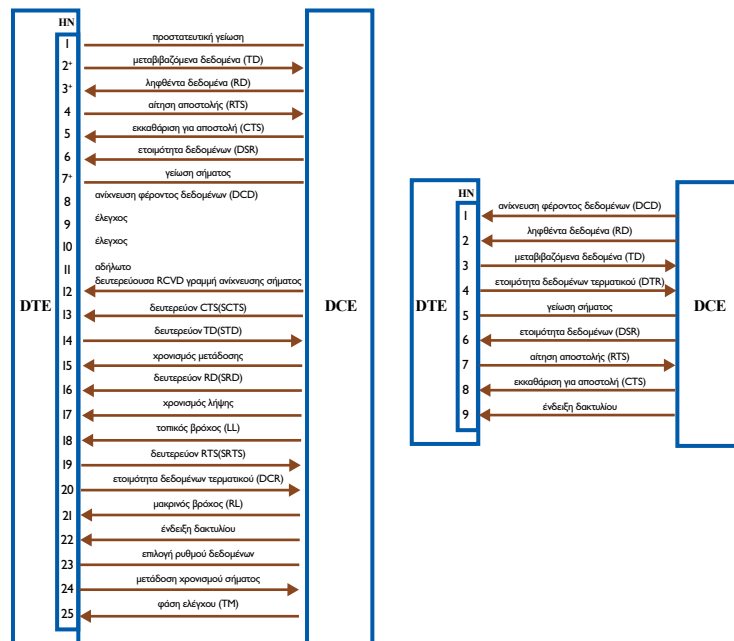 HN
1 προστατευτική γείωση
2+ μεταβιβαζόμενα δεδομένα (TD)
3+ ληφθέντα δεδομένα (RD)
4 αίτηση αποστολής (RTS)
5 εκκαθάριση για αποστολή (CTS)
6 ετοιμότητα δεδομένων (DSR)
7+ γείωση σήματος
8 ανίχνευση φέροντος δεδομένων (DCD)
9 έλεγχος
10 έλεγχος
11 αδήλωτο
δευτερεύουσα RCVD γραμμή ανίχνευσης σήματος
12
13 δευτερεύον CTS(SCTS)
14 δευτερεύον TD(STD)
15 χρονισμός μετάδοσης
16 δευτερεύον RD(SRD)
17 χρονισμός λήψης
18 τοπικός βρόχος (LL)
19 δευτερεύον RTS(SRTS)
20 ετοιμότητα δεδομένων τερματικού (DCR)
21 μακρινός βρόχος (RL)
22 ένδειξη δακτυλίου
23 επιλογή ρυθμού δεδομένων
24 μετάδοση χρονισμού σήματος
25 φάση ελέγχου (TM)
DTE
DCE
HN
1 ανίχνευση φέροντος δεδομένων (DCD)
2 ληφθέντα δεδομένα (RD)
3 μεταβιβαζόμενα δεδομένα (TD)
4 ετοιμότητα δεδομένων τερματικού (DTR)
5 γείωση σήματος
6 ετοιμότητα δεδομένων (DSR)
7 αίτηση αποστολής (RTS)
8 εκκαθάριση για αποστολή (CTS)
9 ένδειξη δακτυλίου
DTE
DCE